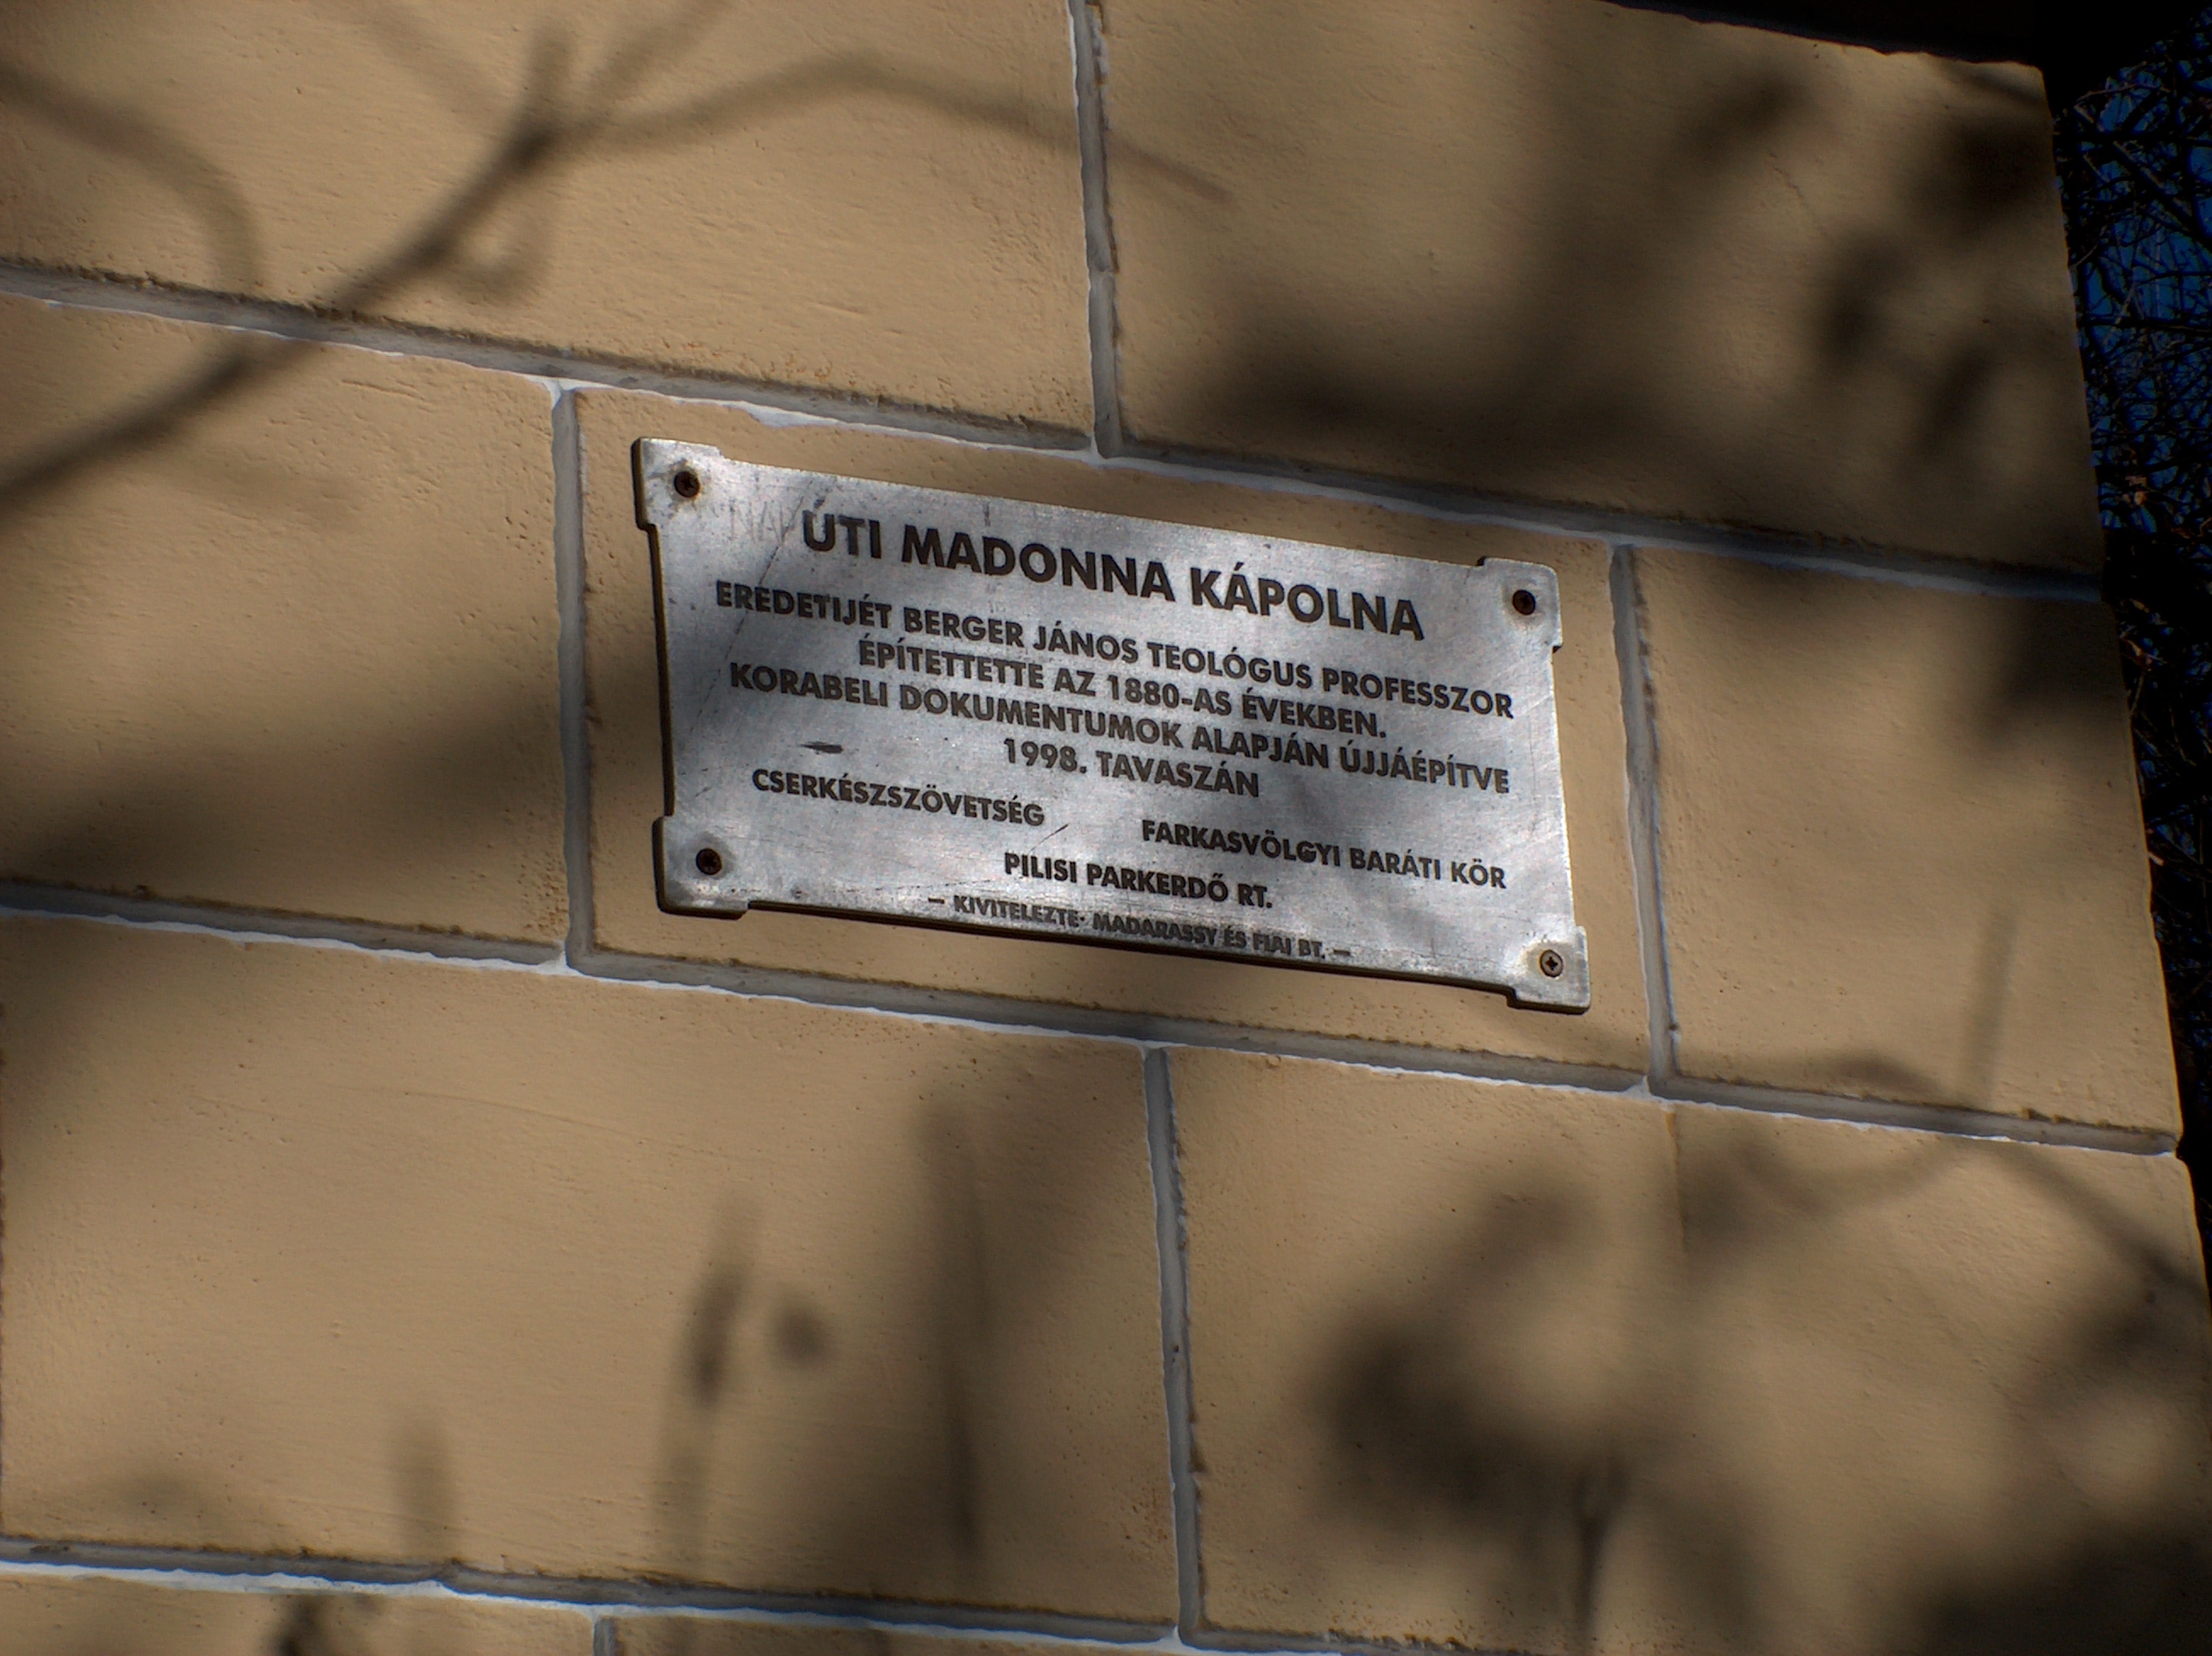 ÚTI MADONNA KÁPOLNA
EREDETIJÉT BERGER JÁNOS TEOLÓGUS PROFESSZOR
ÉPÍTETTETTE AZ 1880-AS ÉVEKBEN.
KORABELI DOKUMENTUMOK ALAPJÁN ÚJJÁÉPÍTVE
1998. TAVASZÁN
CSERKÉSZSZÖVETSÉG
FARKASVÖLGYI BARÁTI KÖR
PILISI PARKERDŐ RT.
- KIVITELEZTE: MADARASSY ÉS FIAI BT. -